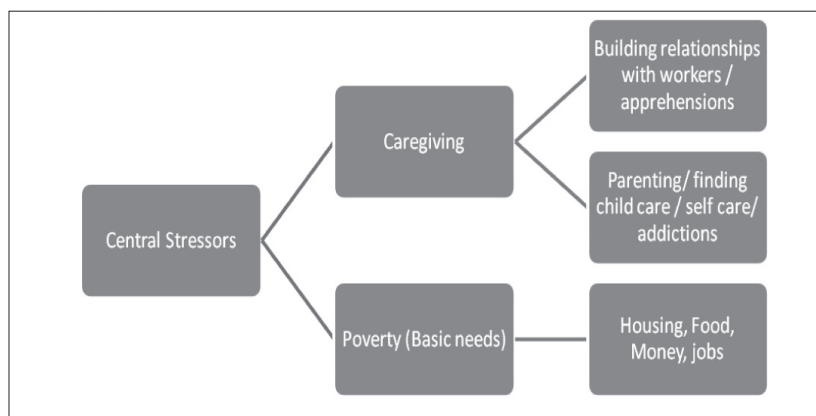 Central Stressors
Caregiving
Poverty (Basic needs)
Building relationships
with workers /
apprehensions
Parenting/ finding
child care / self care/
addictions
Housing, Food,
Money, jobs